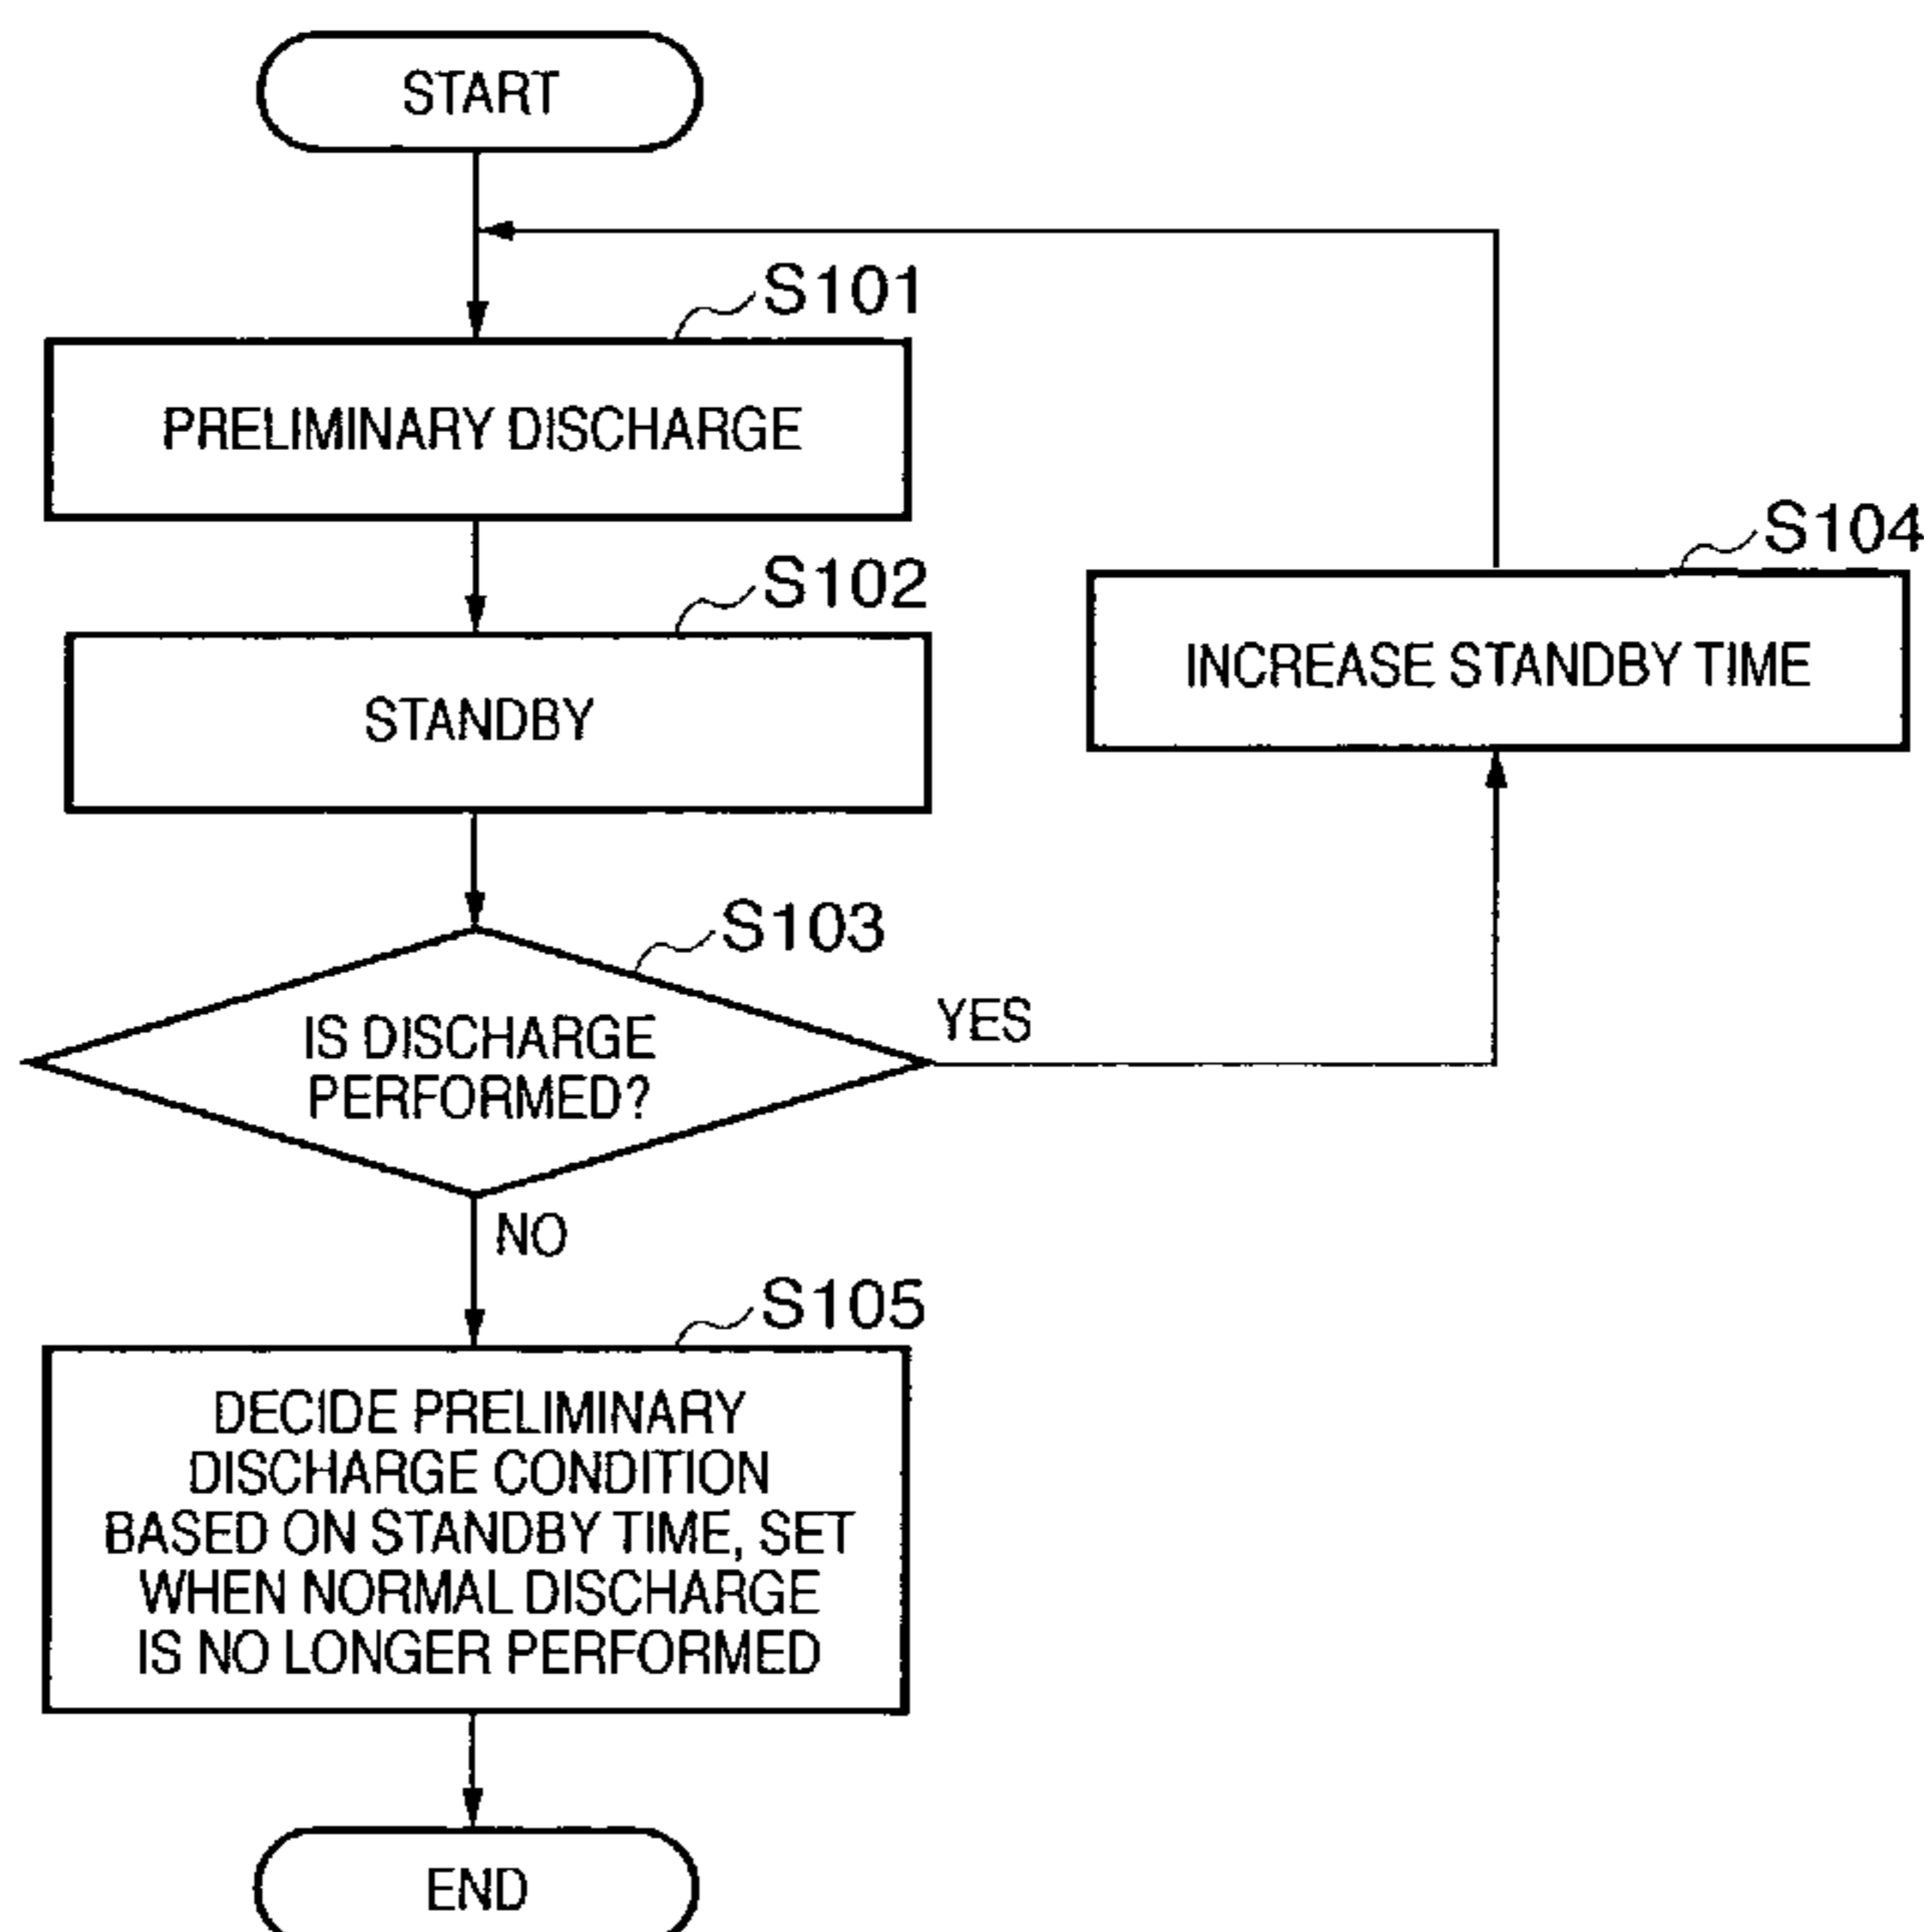 START
S101
PRELIMINARY DISCHARGE
S102
STANDBY
S104
INCREASE STANDBY TIME
S103
IS DISCHARGE
PERFORMED?
YES
NO
S105
DECIDE PRELIMINARY
DISCHARGE CONDITION
BASED ON STANDBY TIME, SET
WHEN NORMAL DISCHARGE
IS NO LONGER PERFORMED
END